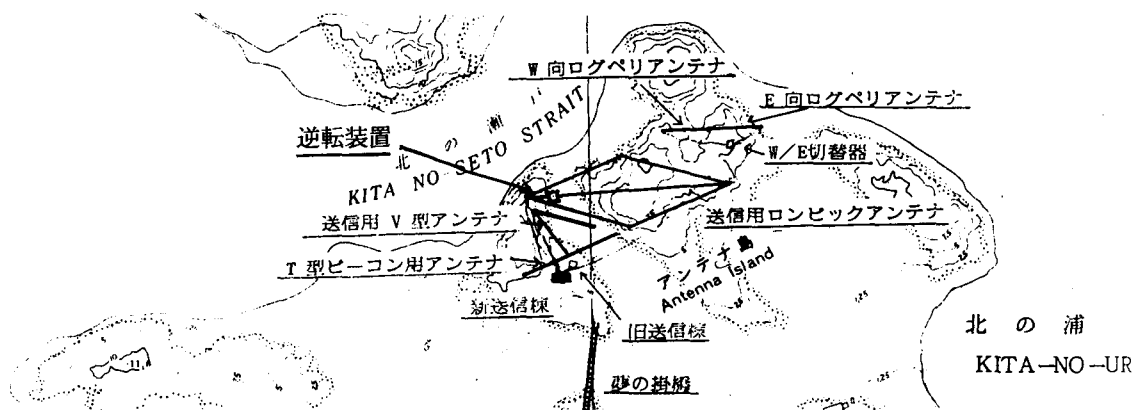 W 向ログペリアンテナ
E 向ログペリアンテナ
逆転装置
北 の 瀬
KITA NO SETO STRAIT
W/E切替器
送信用 V 型アンテナ
送信用ロンビックアンテナ
T 型ビーコン用アンテナ
アンテナ島
Antenna Island
新送信棟
旧送信棟
北 の 浦
KITA-NO-UR
夢の掛橋